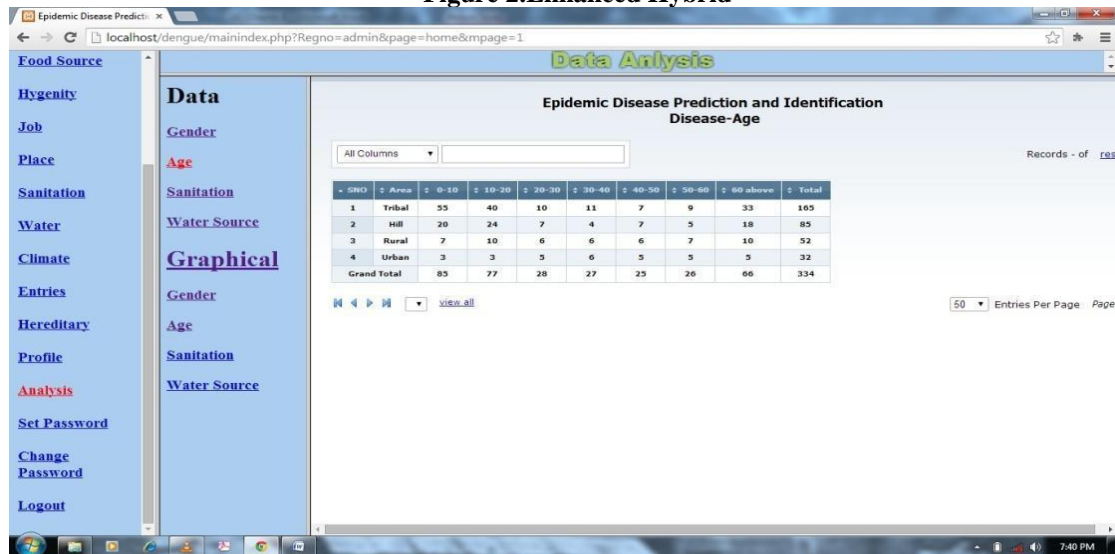 Figure 2.Enhanced Hybrid
Epidemic Disease Predicti
localhost/dengue/mainindex.php?Regno=admin&page=home&mpage=1
Data Anlysis
Food Source
Hygenity
Job
Place
Sanitation
Water
Climate
Entries
Hereditary
Profile
Analysis
Set Password
Change
Password
Logout
Data
Gender
Age
Sanitation
Water Source
Graphical
Gender
Age
Sanitation
Water Source
Epidemic Disease Prediction and Identification
Disease-Age
All Columns
Records - of res
SNO Area 0-10 10-20 20-30 30-40 40-50 50-60 60 above Total
1 Tribal 55 40 10 11 7 9 33 165
2 Hill 20 24 7 4 7 5 18 85
3 Rural 7 10 6 6 6 7 10 52
4 Urban 3 3 5 6 5 5 5 32
Grand Total 85 77 28 27 25 26 66 334
view all
50 Entries Per Page Page
7:40 PM